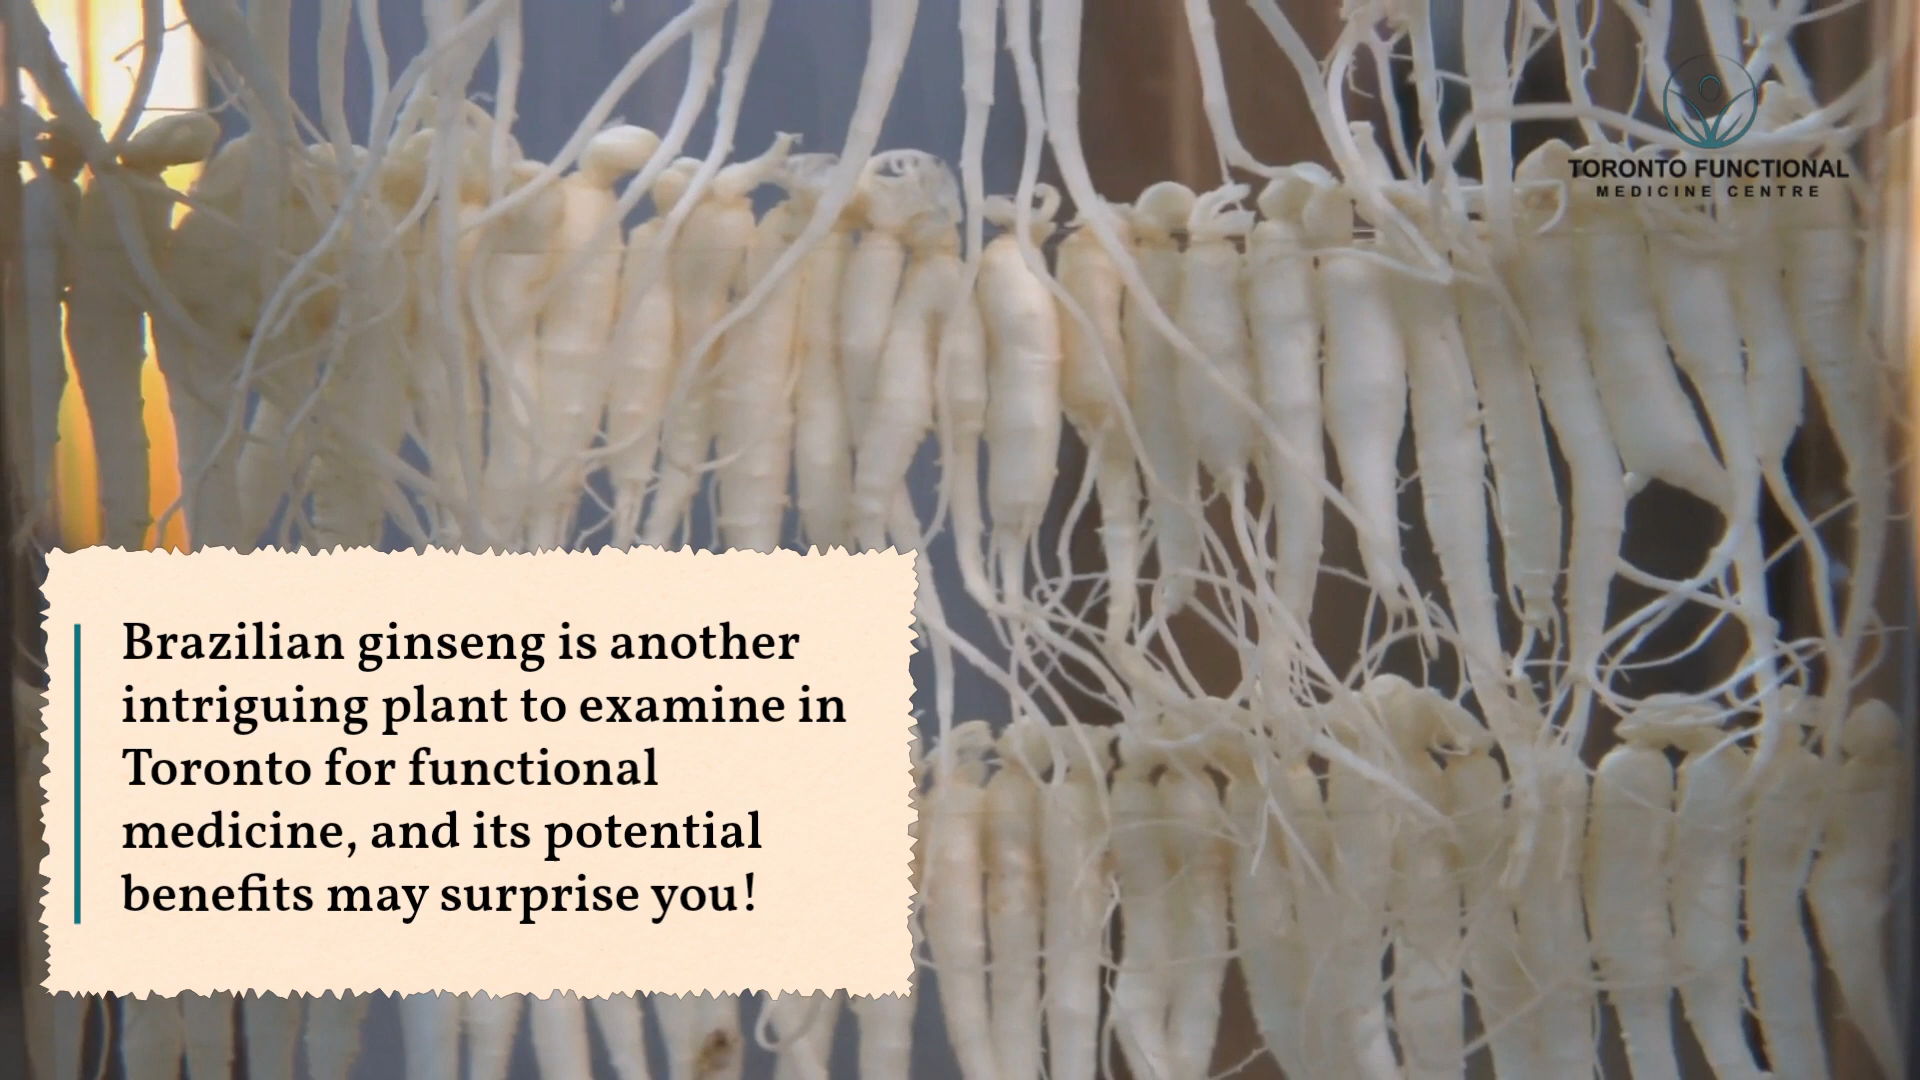 TORONTO FUNCTIONAL
MEDICINE CENTRE
Brazilian ginseng is another
intriguing plant to examine in
Toronto for functional
medicine, and its potential
benefits may surprise you!